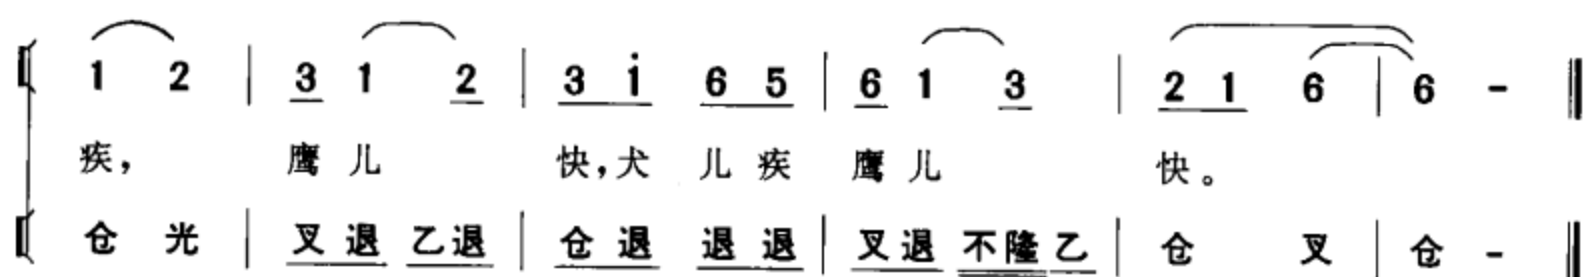 1 2 | 3 1 2 | 3 i 6 5 | 6 1 3 | 2 1 6 | 6 -
疾， 鹰 儿 快，犬 儿 疾 鹰 儿 快。
仓 光 | 叉 退 乙 退 | 仓 退 退 退 | 叉 退 不 隆 乙 | 仓 叉 | 仓 -